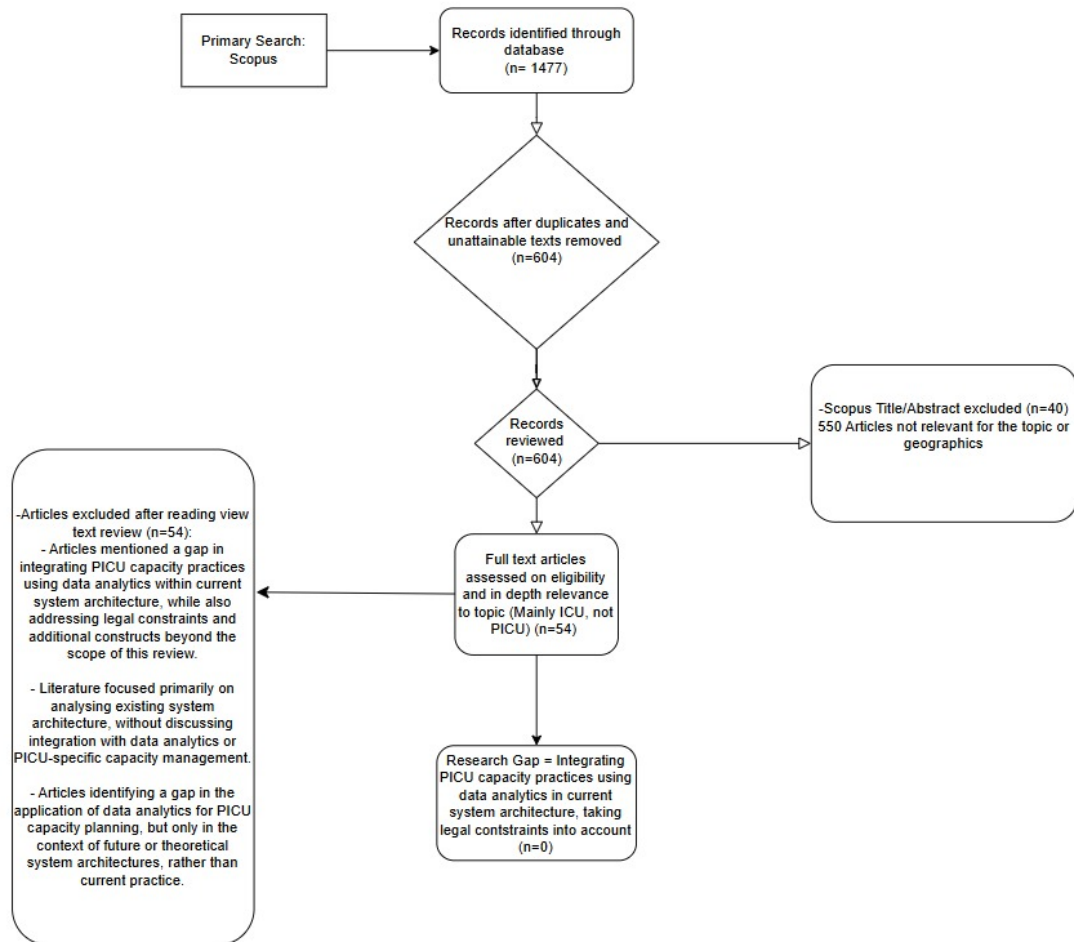 Primary Search:
Scopus
Records identified through
database
(n= 1477)
Records after duplicates and
unattainable texts removed
(n=604)
Records
reviewed
(n=604)
-Scopus Title/Abstract excluded (n=40)
550 Articles not relevant for the topic or
geographics
Full text articles
assessed on eligibility
and in depth relevance
to topic (Mainly ICU, not
PICU) (n=54)
-Articles excluded after reading view
text review (n=54):
- Articles mentioned a gap in
integrating PICU capacity practices
using data analytics within current
system architecture, while also
addressing legal constraints and
additional constructs beyond the
scope of this review.
- Literature focused primarily on
analysing existing system
architecture, without discussing
integration with data analytics or
PICU-specific capacity management.
- Articles identifying a gap in the
application of data analytics for PICU
capacity planning, but only in the
context of future or theoretical
system architectures, rather than
current practice.
Research Gap = Integrating
PICU capacity practices using
data analytics in current
system architecture, taking
legal contstraints into account
(n=0)